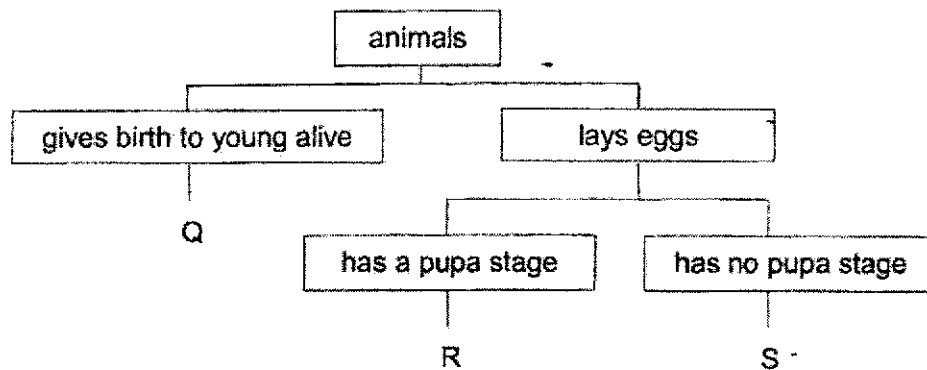 animals
gives birth to young alive
lays eggs
Q
has a pupa stage
has no pupa stage
R
S